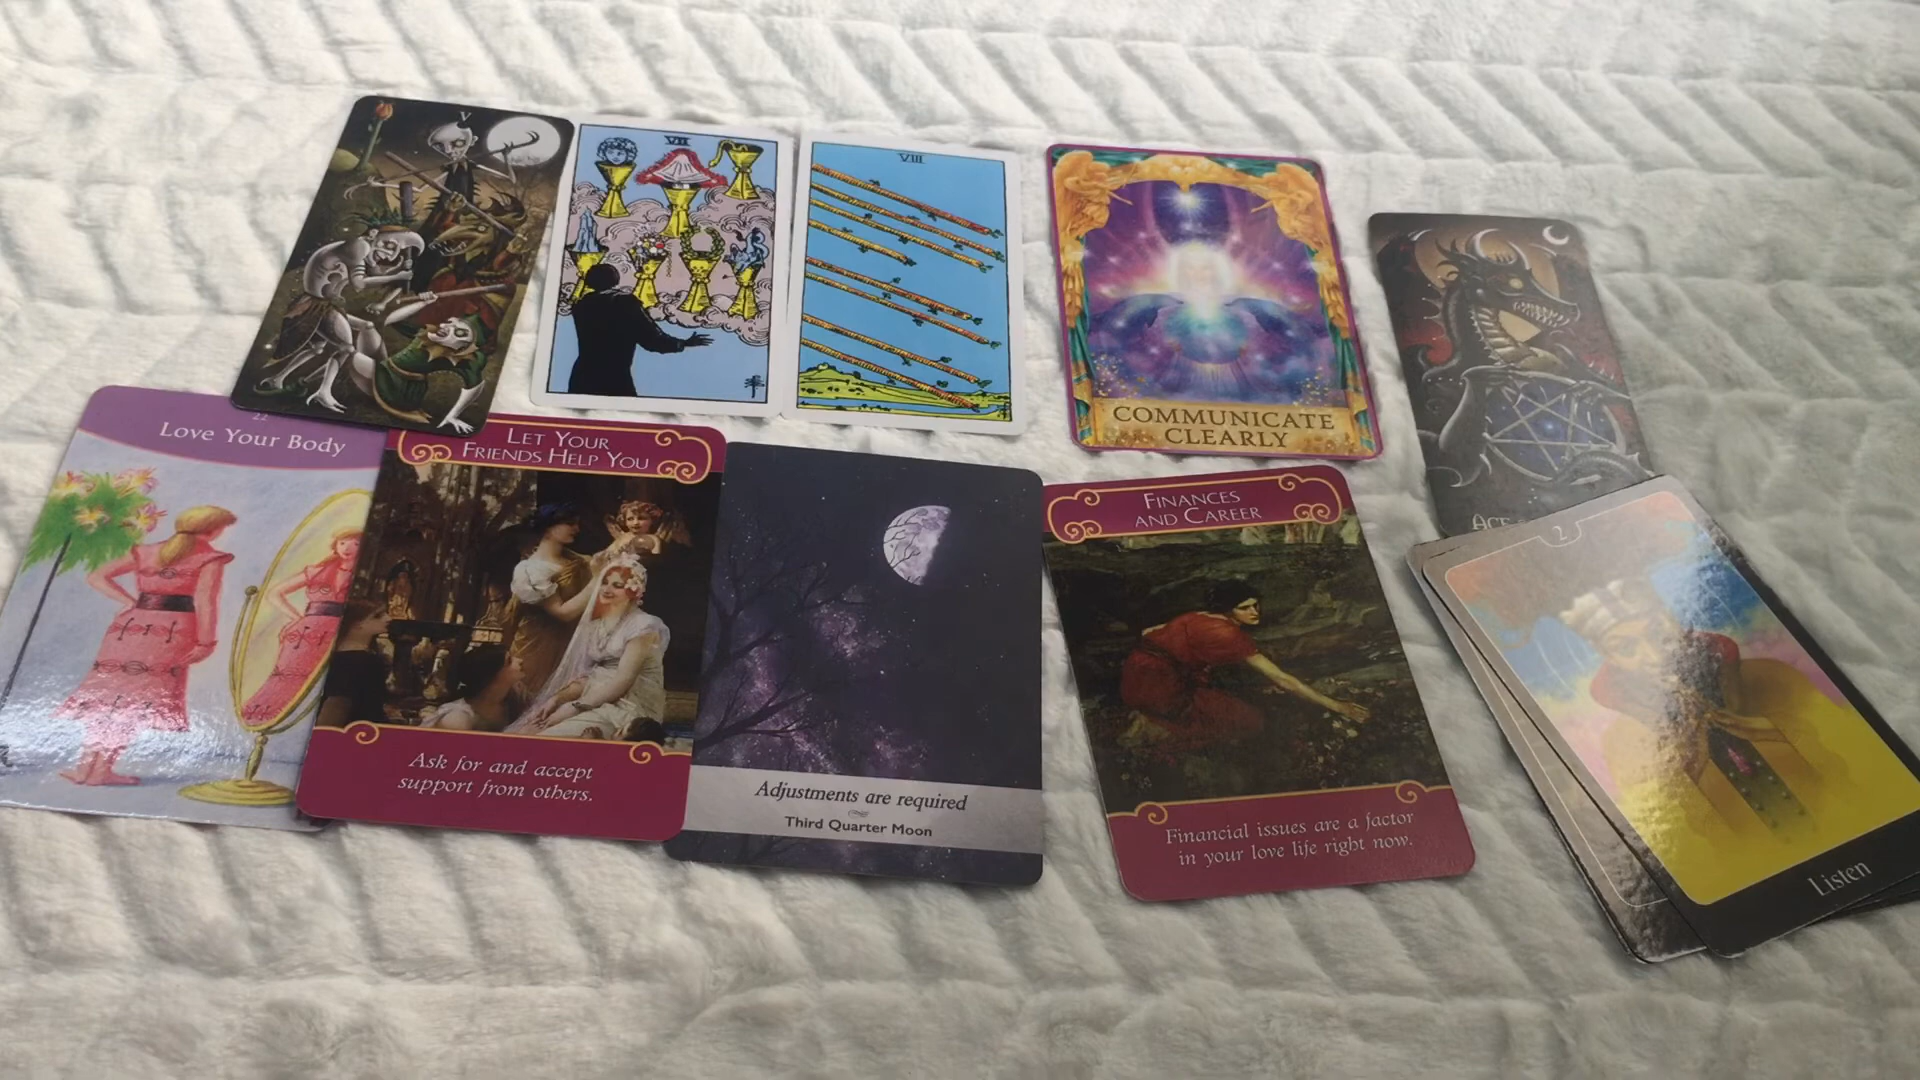 V
VII
VIII
COMMUNICATE
CLEARLY
22
Love Your Body
LET YOUR
FRIENDS HELP YOU
Ask for and accept
support from others.
Adjustments are required
Third Quarter Moon
FINANCES
AND CAREER
Financial issues are a factor
in your love life right now.
ACE
2
Listen